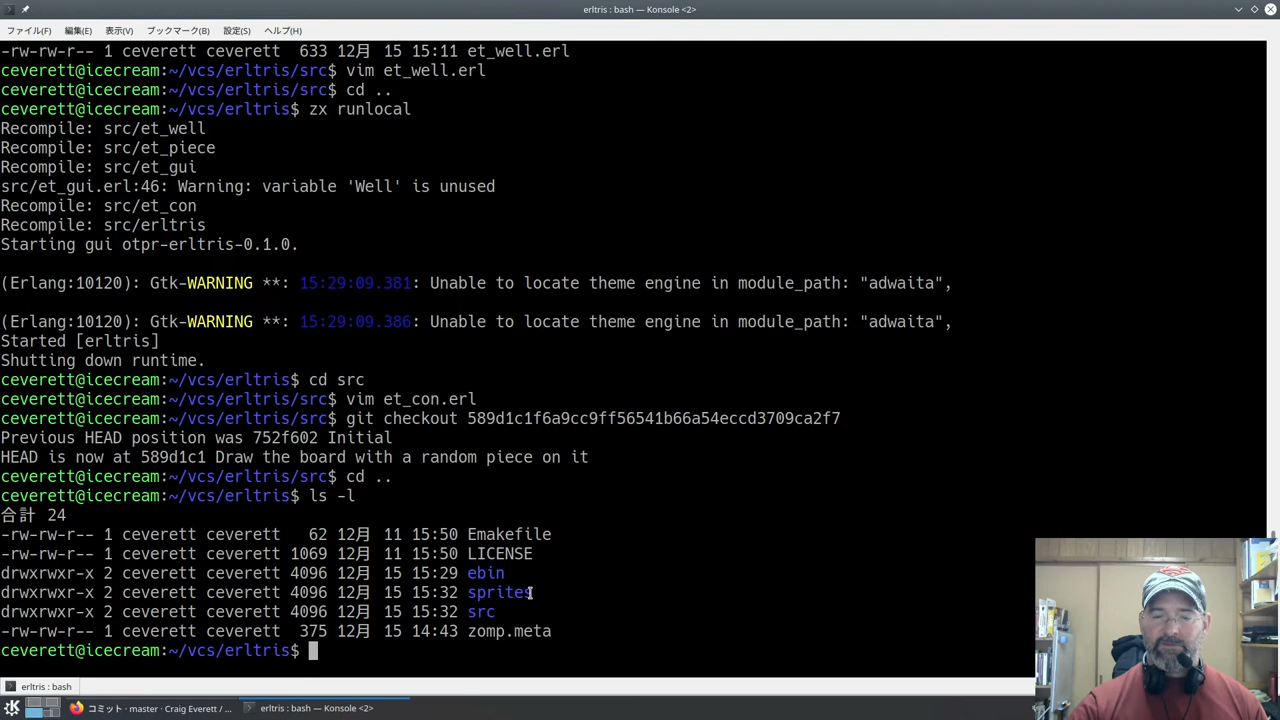 erltris : bash — Konsole <2>
ファイル(F) 編集(E) 表示(V) ブックマーク(B) 設定(S) ヘルプ(H)
-rw-rw-r-- 1 ceverett ceverett  633 12月 15 15:11 et_well.erl
ceverett@icecream:~/vcs/erltris/src$ vim et_well.erl
ceverett@icecream:~/vcs/erltris/src$ cd ..
ceverett@icecream:~/vcs/erltris$ zx runlocal
Recompile: src/et_well
Recompile: src/et_piece
Recompile: src/et_gui
src/et_gui.erl:46: Warning: variable 'Well' is unused
Recompile: src/et_con
Recompile: src/erltris
Starting gui otpr-erltris-0.1.0.
(Erlang:10120): Gtk-WARNING **: 15:29:09.381: Unable to locate theme engine in module_path: "adwaita",
(Erlang:10120): Gtk-WARNING **: 15:29:09.386: Unable to locate theme engine in module_path: "adwaita",
Started [erltris]
Shutting down runtime.
ceverett@icecream:~/vcs/erltris$ cd src
ceverett@icecream:~/vcs/erltris/src$ vim et_con.erl
ceverett@icecream:~/vcs/erltris/src$ git checkout 589d1c1f6a9cc9ff56541b66a54eccd3709ca2f7
Previous HEAD position was 752f602 Initial
HEAD is now at 589d1c1 Draw the board with a random piece on it
ceverett@icecream:~/vcs/erltris/src$ cd ..
ceverett@icecream:~/vcs/erltris$ ls -l
合計 24
-rw-rw-r-- 1 ceverett ceverett   62 12月 11 15:50 Emakefile
-rw-rw-r-- 1 ceverett ceverett 1069 12月 11 15:50 LICENSE
drwxrwxr-x 2 ceverett ceverett 4096 12月 15 15:29 ebin
drwxrwxr-x 2 ceverett ceverett 4096 12月 15 15:32 sprites
drwxrwxr-x 2 ceverett ceverett 4096 12月 15 15:32 src
-rw-rw-r-- 1 ceverett ceverett  375 12月 15 14:43 zomp.meta
ceverett@icecream:~/vcs/erltris$
erltris : bash
コミット · master · Craig Everett / ... erltris : bash — Konsole <2>